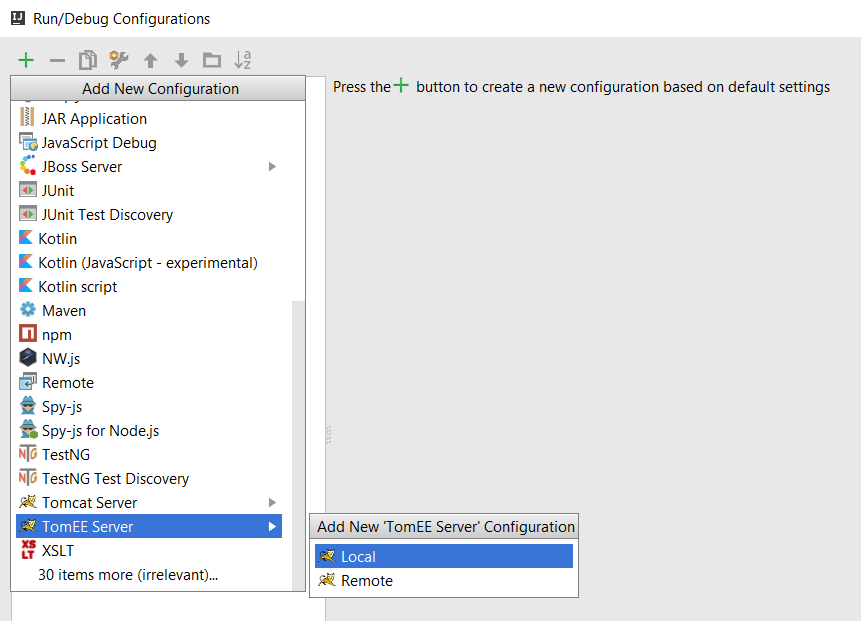 Run/Debug Configurations
Add New Configuration
Press the + button to create a new configuration based on default settings
JAR Application
JavaScript Debug
JBoss Server
JUnit
JUnit Test Discovery
Kotlin
Kotlin (JavaScript - experimental)
Kotlin script
Maven
npm
NW.js
Remote
Spy-js
Spy-js for Node.js
TestNG
TestNG Test Discovery
Tomcat Server
TomEE Server
XSLT
30 items more (irrelevant)...
Add New 'TomEE Server' Configuration
Local
Remote